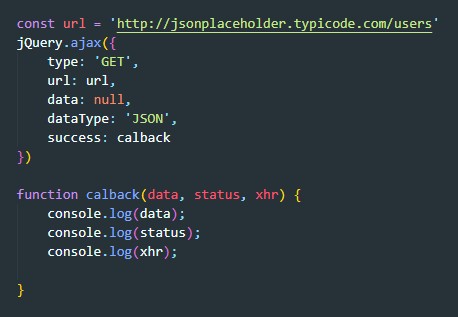 const url = 'http://jsonplaceholder.typicode.com/users'
jQuery.ajax({
    type: 'GET',
    url: url,
    data: null,
    dataType: 'JSON',
    success: calback
})

function calback(data, status, xhr) {
    console.log(data);
    console.log(status);
    console.log(xhr);

}